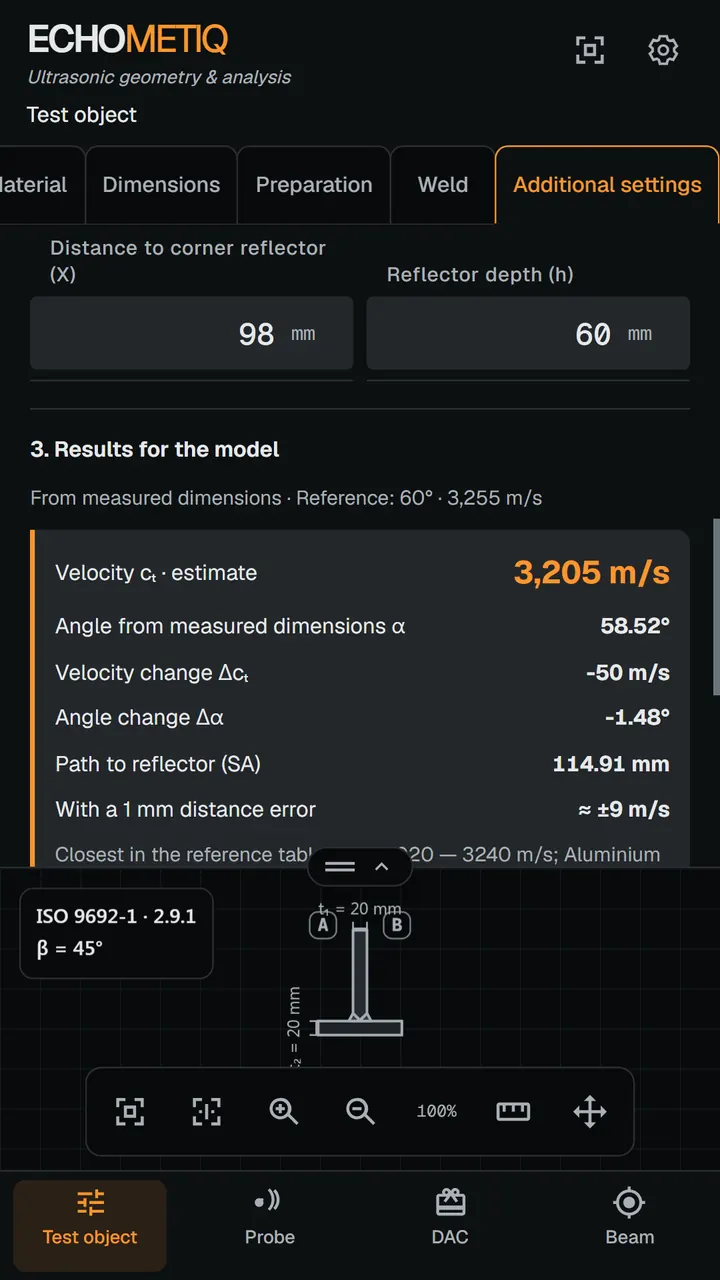 ECHOMETIQ
Ultrasonic geometry & analysis
Test object
aterial
Dimensions
Preparation
Weld
Additional settings
Distance to corner reflector
(X)
Reflector depth (h)
98 mm
60 mm
3. Results for the model
From measured dimensions · Reference: 60° · 3,255 m/s
Velocity cₜ · estimate
3,205 m/s
Angle from measured dimensions α
58.52°
Velocity change Δcₜ
-50 m/s
Angle change Δα
-1.48°
Path to reflector (SA)
114.91 mm
With a 1 mm distance error
≈ ±9 m/s
Closest in the reference 20 — 3240 m/s; Aluminium
ISO 9692-1 · 2.9.1
β = 45°
t₁ = 20 mm
A
B
₂ = 20 mm
100%
Test object
Probe
DAC
Beam